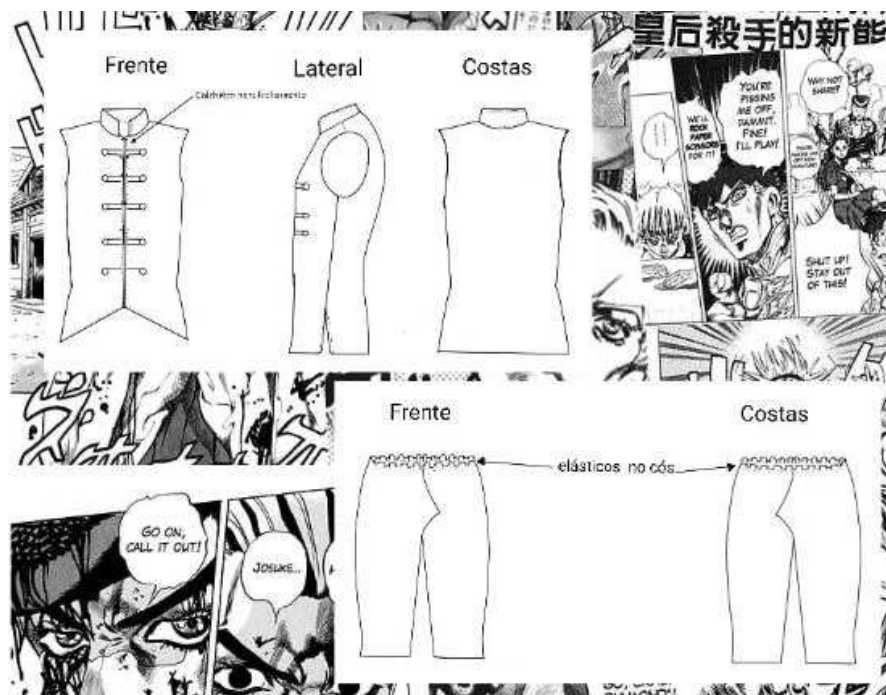 皇后殺手的新能
Frente
Lateral
Costas
YOU'RE
PISSING
ME OFF,
DAMMIT.
FINE!
I'LL PLAY!
WE'LL
ROCK
PAPER
SCISSORS
FOR IT!
WHY NOT
SHARE?
SHUT UP!
STAY OUT
OF THIS!
Frente
Costas
elásticos no cós
GO ON,
CALL IT OUT!
JOSUKE...